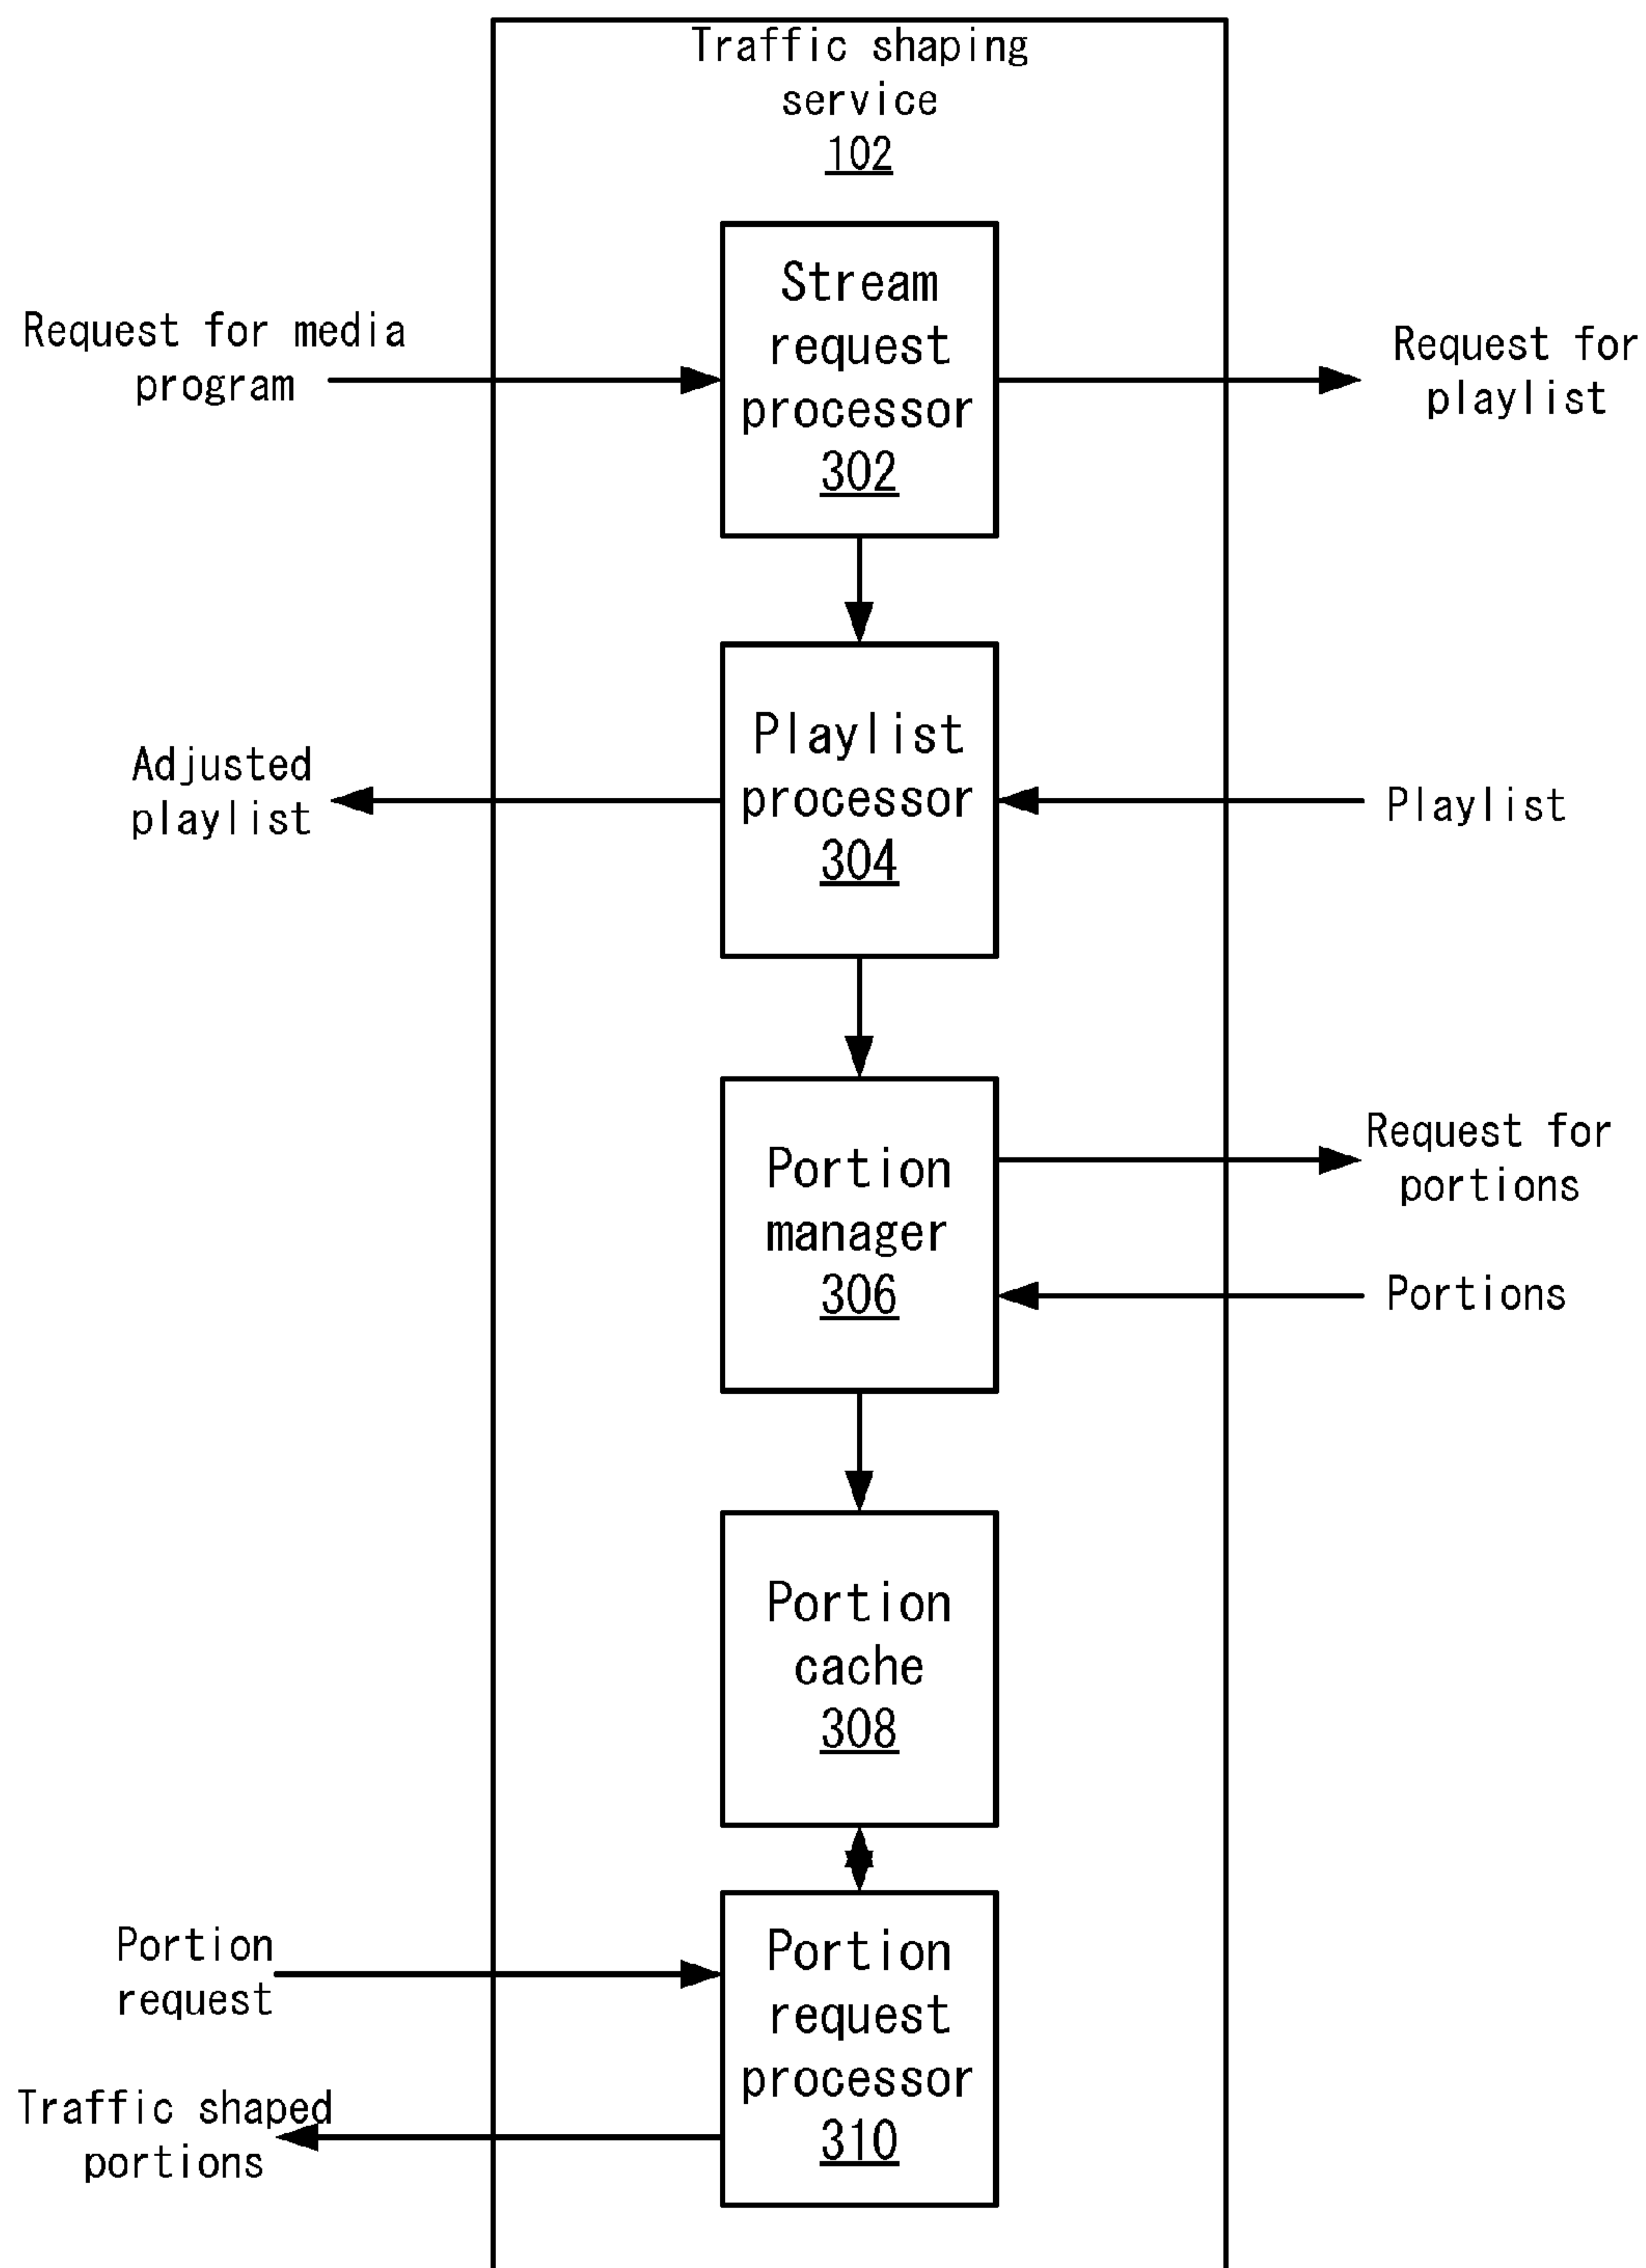 Traffic shaping
service
102
Stream
request
processor
302
Request for media
program
Request for
playlist
Playlist
processor
304
Adjusted
playlist
Playlist
Portion
manager
306
Request for
portions
Portions
Portion
cache
308
Portion
request
processor
310
Portion
request
Traffic shaped
portions